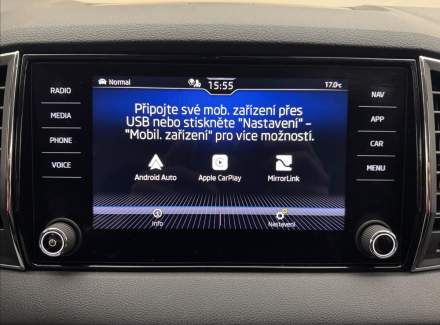 Normal
15:55
17.0°C
RADIO
MEDIA
PHONE
VOICE
Připojte své mob. zařízení přes
USB nebo stiskněte "Nastavení" –
"Mobil. zařízení" pro více možností.
Android Auto
Apple CarPlay
MirrorLink
Info
Nastavení
NAV
APP
CAR
MENU